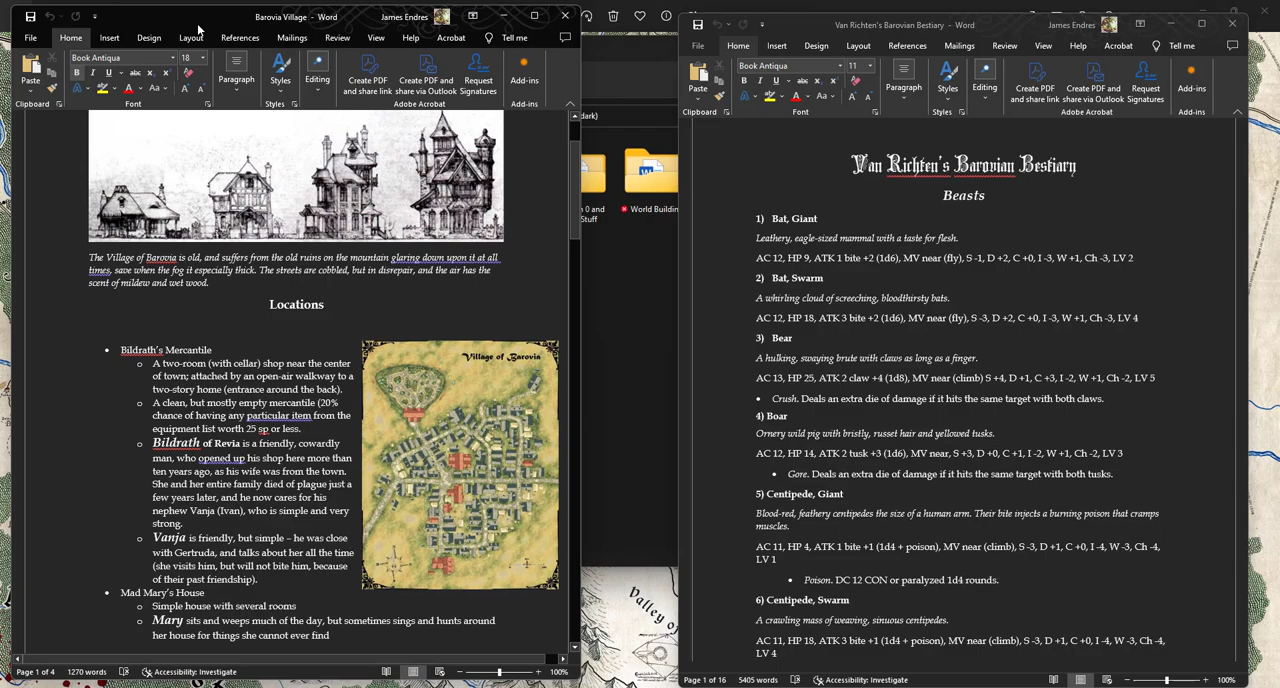 Barovia Village - Word
James Endres
File Home Insert Design Layout References Mailings Review View Help Acrobat Tell me
Book Antiqua 18
Paste
B I U abc x₂ x²
A Aa A A
Paragraph
Styles
Editing
Create PDF and share link
Create PDF and share via Outlook
Request Signatures
Add-ins
Clipboard Font Styles Adobe Acrobat Add-ins
The Village of Barovia is old, and suffers from the old ruins on the mountain glaring down upon it at all
times, save when the fog it especially thick. The streets are cobbled, but in disrepair, and the air has the
scent of mildew and wet wood.
Locations
• Bildrath's Mercantile
o A two-room (with cellar) shop near the center
of town; attached by an open-air walkway to a
two-story home (entrance around the back).
o A clean, but mostly empty mercantile (20%
chance of having any particular item from the
equipment list worth 25 sp or less.
o Bildrath of Revia is a friendly, cowardly
man, who opened up his shop here more than
ten years ago, as his wife was from the town.
She and her entire family died of plague just a
few years later, and he now cares for his
nephew Vanja (Ivan), who is simple and very
strong.
o Vanja is friendly, but simple – he was close
with Gertruda, and talks about her all the time
(she visits him, but will not bite him, because
of their past friendship).
• Mad Mary's House
o Simple house with several rooms
o Mary sits and weeps much of the day, but sometimes sings and hunts around
her house for things she cannot ever find
Village of Barovia
Page 1 of 4 1270 words Accessibility: Investigate 100%
dark)
n 0 and
Stuff
World Building
Valley of
Van Richten's Barovian Bestiary - Word
James Endres
File Home Insert Design Layout References Mailings Review View Help Acrobat Tell me
Book Antiqua 11
Paste
B I U abc x₂ x²
A Aa A A
Paragraph
Styles
Editing
Create PDF and share link
Create PDF and share via Outlook
Request Signatures
Add-ins
Clipboard Font Styles Adobe Acrobat Add-ins
Van Richten's Barovian Bestiary
Beasts
1) Bat, Giant
Leathery, eagle-sized mammal with a taste for flesh.
AC 12, HP 9, ATK 1 bite +2 (1d6), MV near (fly), S -1, D +2, C +0, I -3, W +1, Ch -3, LV 2
2) Bat, Swarm
A whirling cloud of screeching, bloodthirsty bats.
AC 12, HP 18, ATK 3 bite +2 (1d6), MV near (fly), S -3, D +2, C +0, I -3, W +1, Ch -3, LV 4
3) Bear
A hulking, swaying brute with claws as long as a finger.
AC 13, HP 25, ATK 2 claw +4 (1d8), MV near (climb) S +4, D +1, C +3, I -2, W +1, Ch -2, LV 5
• Crush. Deals an extra die of damage if it hits the same target with both claws.
4) Boar
Ornery wild pig with bristly, russet hair and yellowed tusks.
AC 12, HP 14, ATK 2 tusk +3 (1d6), MV near, S +3, D +0, C +1, I -2, W +1, Ch -2, LV 3
• Gore. Deals an extra die of damage if it hits the same target with both tusks.
5) Centipede, Giant
Blood-red, feathery centipedes the size of a human arm. Their bite injects a burning poison that cramps
muscles.
AC 11, HP 4, ATK 1 bite +1 (1d4 + poison), MV near (climb), S -3, D +1, C +0, I -4, W -3, Ch -4,
LV 1
• Poison. DC 12 CON or paralyzed 1d4 rounds.
6) Centipede, Swarm
A crawling mass of weaving, sinuous centipedes.
AC 11, HP 18, ATK 3 bite +1 (1d4 + poison), MV near (climb), S -3, D +1, C +0, I -4, W -3, Ch -4,
LV 4
Page 1 of 16 5405 words Accessibility: Investigate 100%